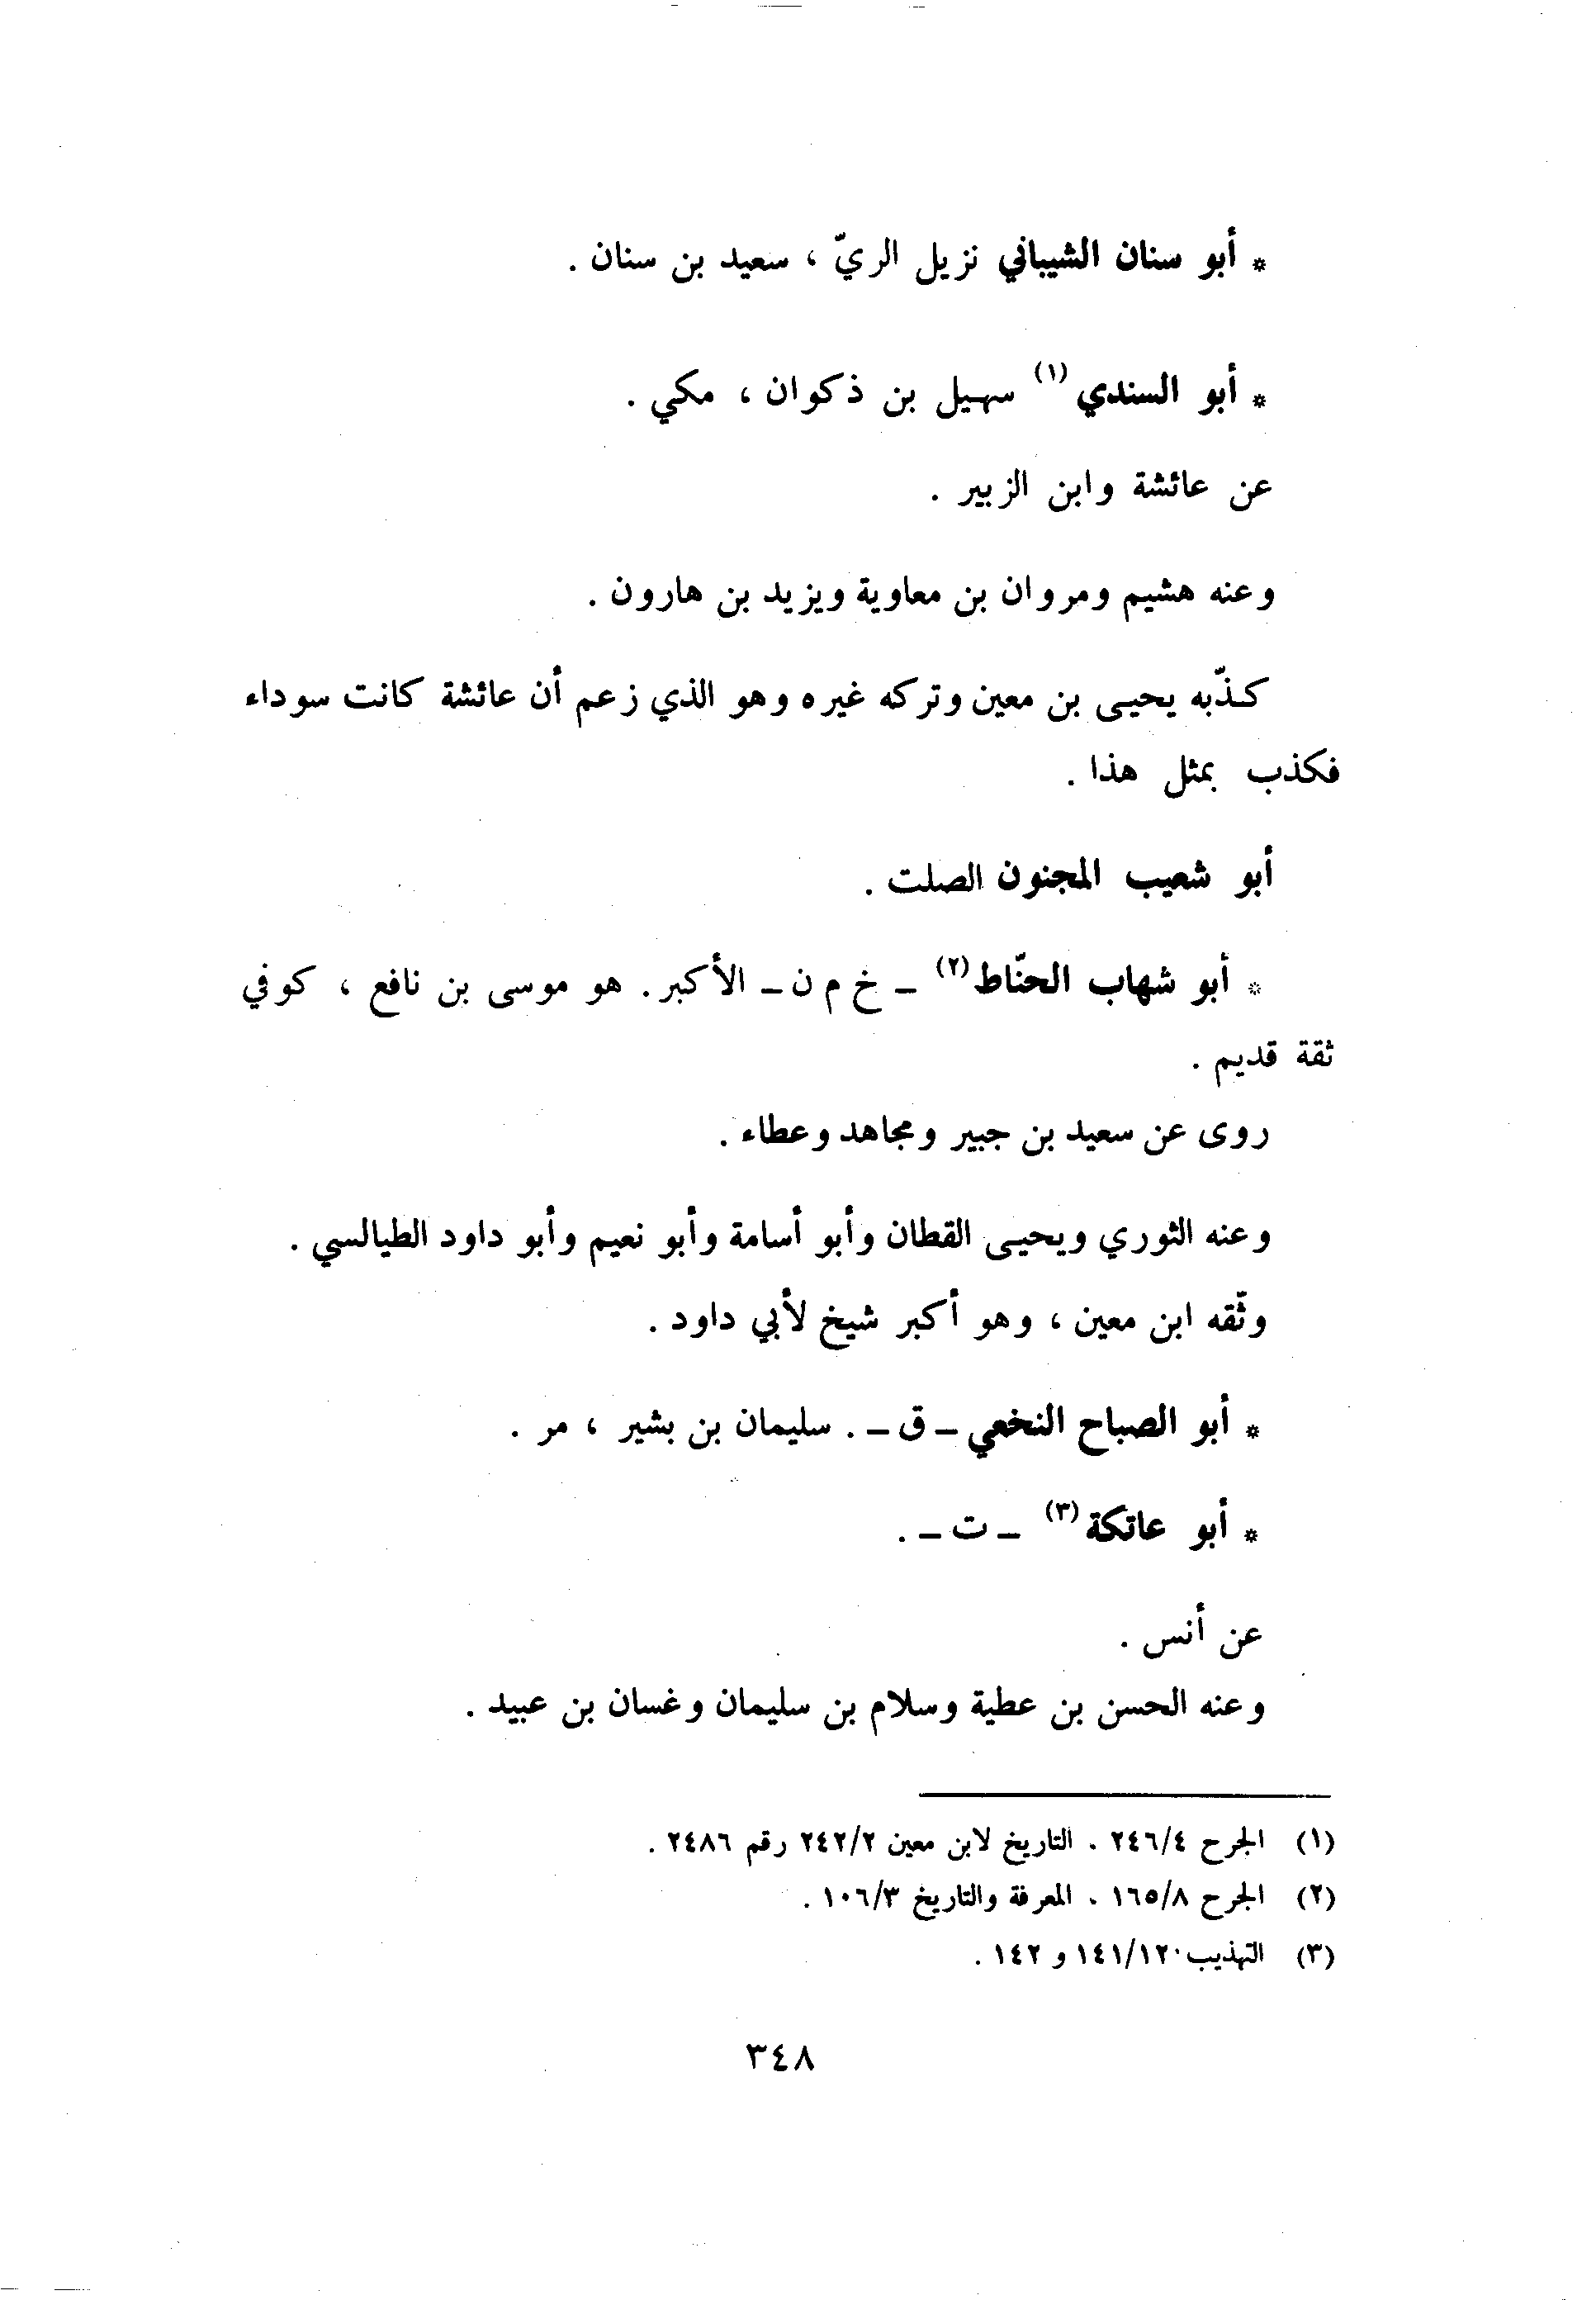 * أبو سنان الشيباني نزيل الريّ ، سعيد بن سنان .
* أبو السندي (١) سهيل بن ذكوان ، مكي .
عن عائشة وابن الزبير .
وعنه هشيم ومروان بن معاوية ويزيد بن هارون .
كذّبه يحيى بن معين وتركه غيره وهو الذي زعم أن عائشة كانت سوداء
فكذب بمثل هذا .
أبو شعيب المجنون الصلت .
* أبو شهاب الحنّاط (٢) ـ خ م ن ـ الأكبر . هو موسى بن نافع ، كوفي
ثقة قديم .
روى عن سعيد بن جبير ومجاهد وعطاء .
وعنه الثوري ويحيى القطان وأبو أسامة وأبو نعيم وأبو داود الطيالسي .
وثّقه ابن معين ، وهو أكبر شيخ لأبي داود .
* أبو الصباح النخعي ـ ق ـ . سليمان بن بشير ، مر .
* أبو عاتكة (٣) ـ ت ـ .
عن أنس .
وعنه الحسن بن عطية وسلام بن سليمان وغسان بن عبيد .
(١) الجرح ٢٤٦/٤ . التاريخ لابن معين ٢٤٢/٢ رقم ٢٤٨٦ .
(٢) الجرح ١٦٥/٨ . المعرفة والتاريخ ١٠٦/٣ .
(٣) التهذيب ١٤١/١٢٠ و ١٤٢ .
٣٤٨